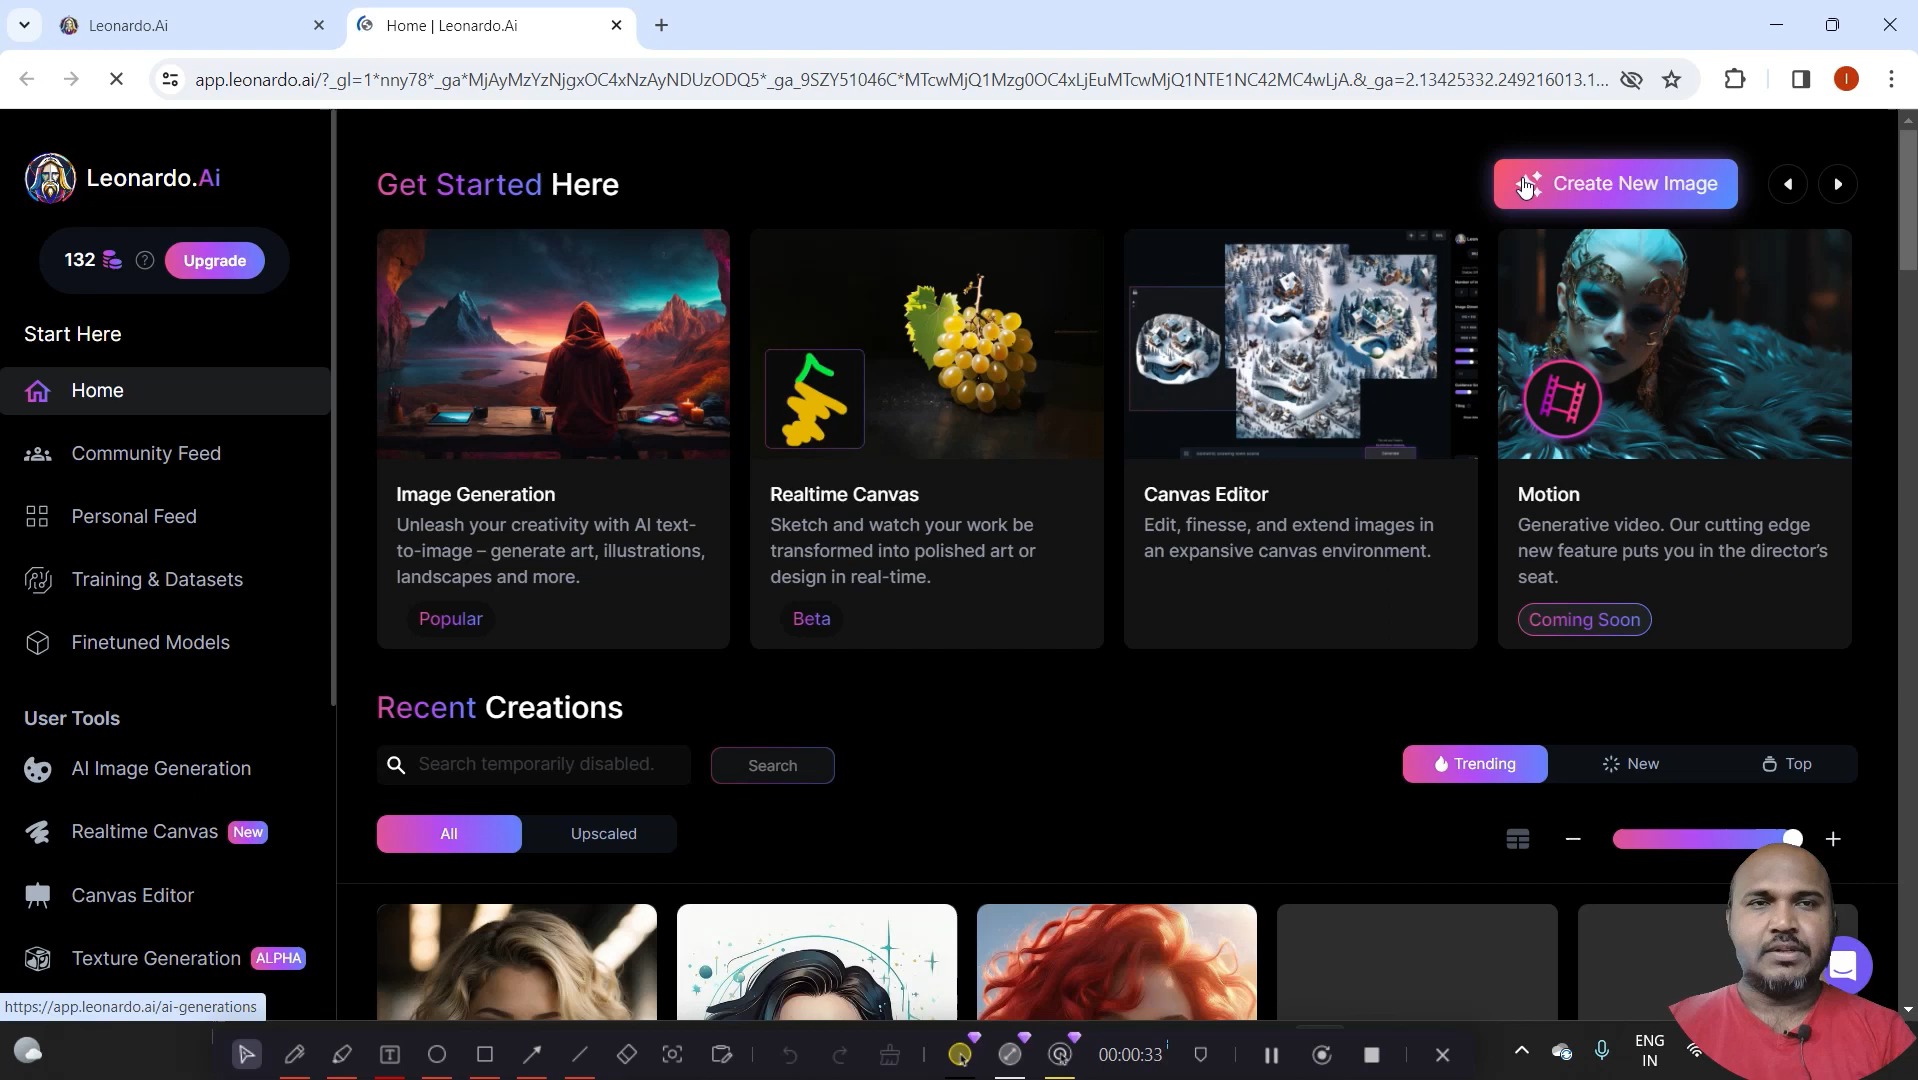 Leonardo.Ai
Home | Leonardo.Ai
app.leonardo.ai/?_gl=1*nny78*_ga*MjAyMzYzNjgxOC4xNzAyNDUzODQ5*_ga_9SZY51046C*MTcwMjQ1Mzg0OC4xLjEuMTcwMjQ1NTE1NC42MC4wLjA.&_ga=2.13425332.249216013.1...
I
Leonardo.Ai
132
Upgrade
Start Here
Home
Community Feed
Personal Feed
Training & Datasets
Finetuned Models
User Tools
AI Image Generation
Realtime Canvas New
Canvas Editor
Texture Generation ALPHA
https://app.leonardo.ai/ai-generations
Get Started Here
Create New Image
Image Generation
Unleash your creativity with AI text-
to-image – generate art, illustrations,
landscapes and more.
Popular
Realtime Canvas
Sketch and watch your work be
transformed into polished art or
design in real-time.
Beta
Canvas Editor
Edit, finesse, and extend images in
an expansive canvas environment.
Motion
Generative video. Our cutting edge
new feature puts you in the director's
seat.
Coming Soon
Recent Creations
Search temporarily disabled.
Search
Trending
New
Top
All
Upscaled
00:00:33
ENG
IN